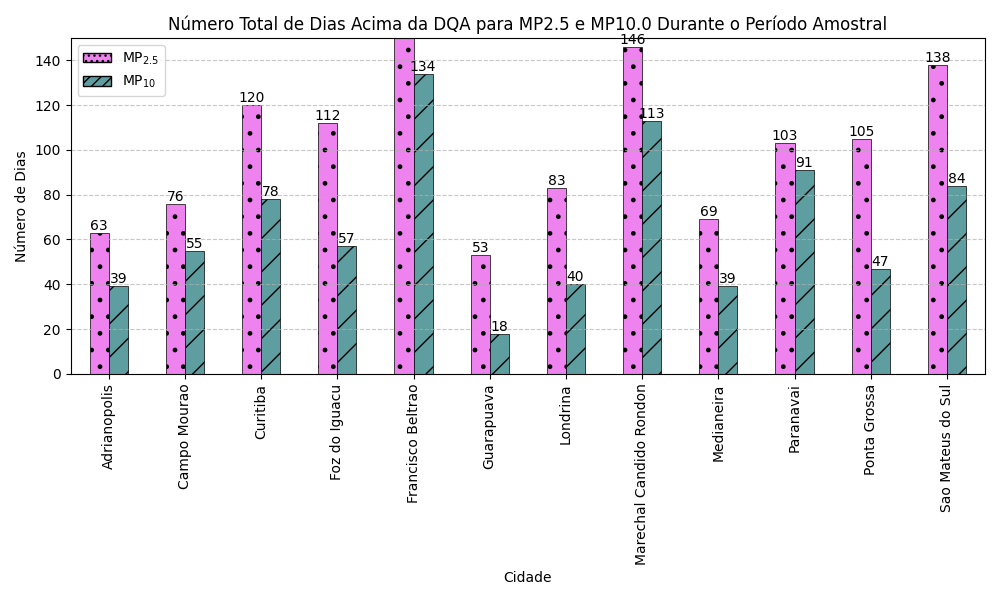 Número Total de Dias Acima da DQA para MP2.5 e MP10.0 Durante o Período Amostral
MP2.5
MP10
Número de Dias
140
120
100
80
60
40
20
0
63
39
76
55
120
78
112
57
134
53
18
83
40
146
113
69
39
103
91
105
47
138
84
Adrianopolis
Campo Mourao
Curitiba
Foz do Iguacu
Francisco Beltrao
Guarapuava
Londrina
Marechal Candido Rondon
Medianeira
Paranavai
Ponta Grossa
Sao Mateus do Sul
Cidade